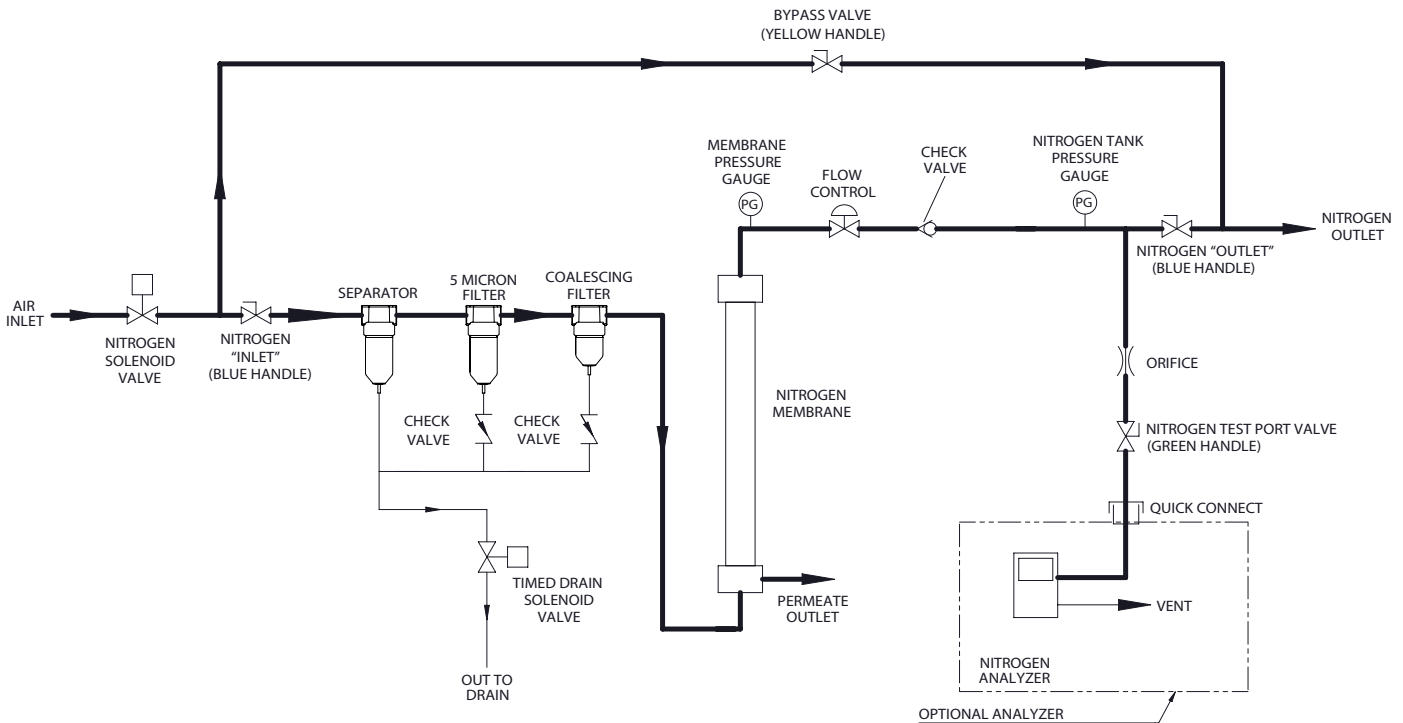 BYPASS VALVE
(YELLOW HANDLE)
MEMBRANE
PRESSURE
GAUGE
PG
FLOW
CONTROL
CHECK
VALVE
NITROGEN TANK
PRESSURE
GAUGE
PG
NITROGEN
OUTLET
NITROGEN “OUTLET”
(BLUE HANDLE)
AIR
INLET
NITROGEN
SOLENOID
VALVE
NITROGEN
“INLET”
(BLUE HANDLE)
SEPARATOR
5 MICRON
FILTER
COALESCING
FILTER
CHECK
VALVE
CHECK
VALVE
NITROGEN
MEMBRANE
ORIFICE
NITROGEN TEST PORT VALVE
(GREEN HANDLE)
QUICK CONNECT
TIMED DRAIN
SOLENOID
VALVE
PERMEATE
OUTLET
VENT
OUT TO
DRAIN
NITROGEN
ANALYZER
OPTIONAL ANALYZER